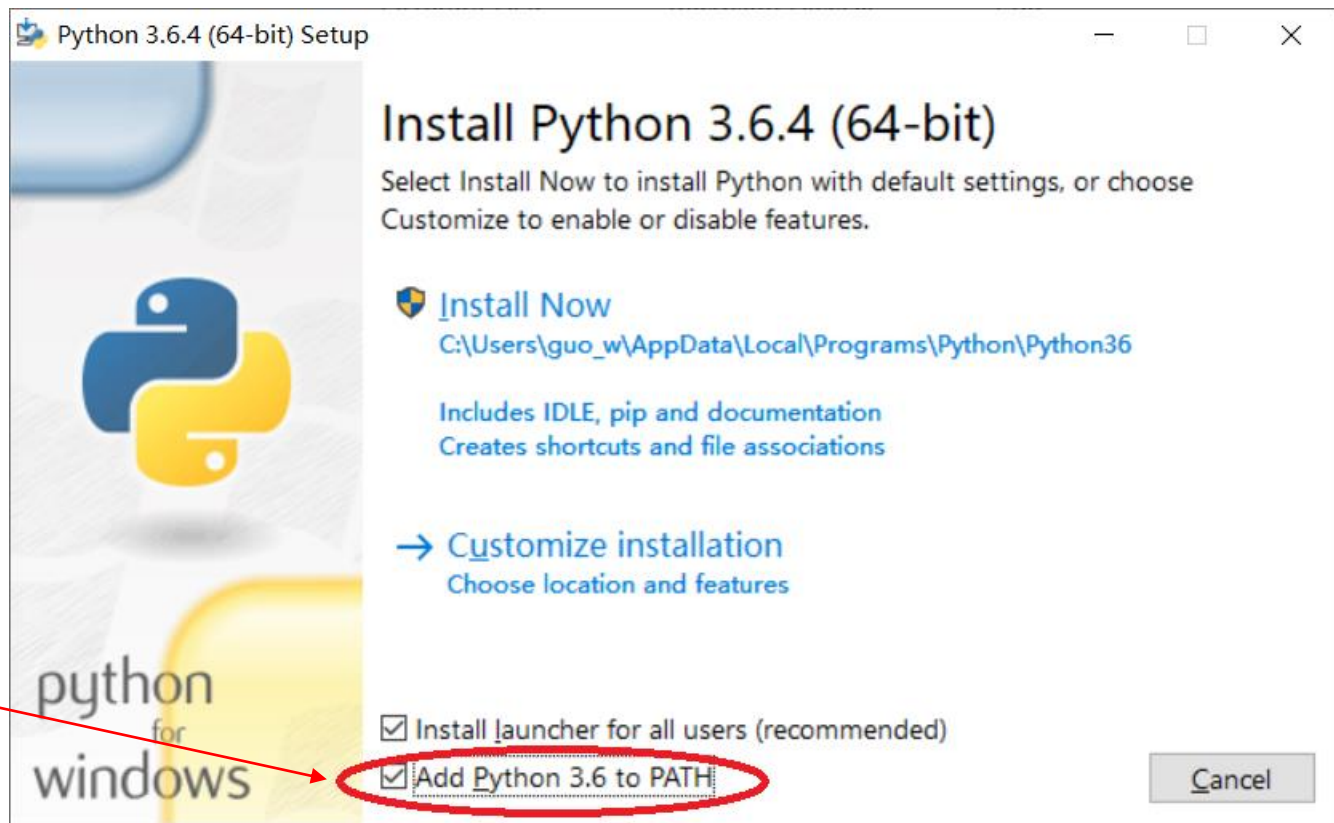 Python 3.6.4 (64-bit) Setup
Install Python 3.6.4 (64-bit)
Select Install Now to install Python with default settings, or choose
Customize to enable or disable features.
Install Now
C:\Users\guo_w\AppData\Local\Programs\Python\Python36
Includes IDLE, pip and documentation
Creates shortcuts and file associations
Customize installation
Choose location and features
python
for
windows
Install launcher for all users (recommended)
Add Python 3.6 to PATH
Cancel